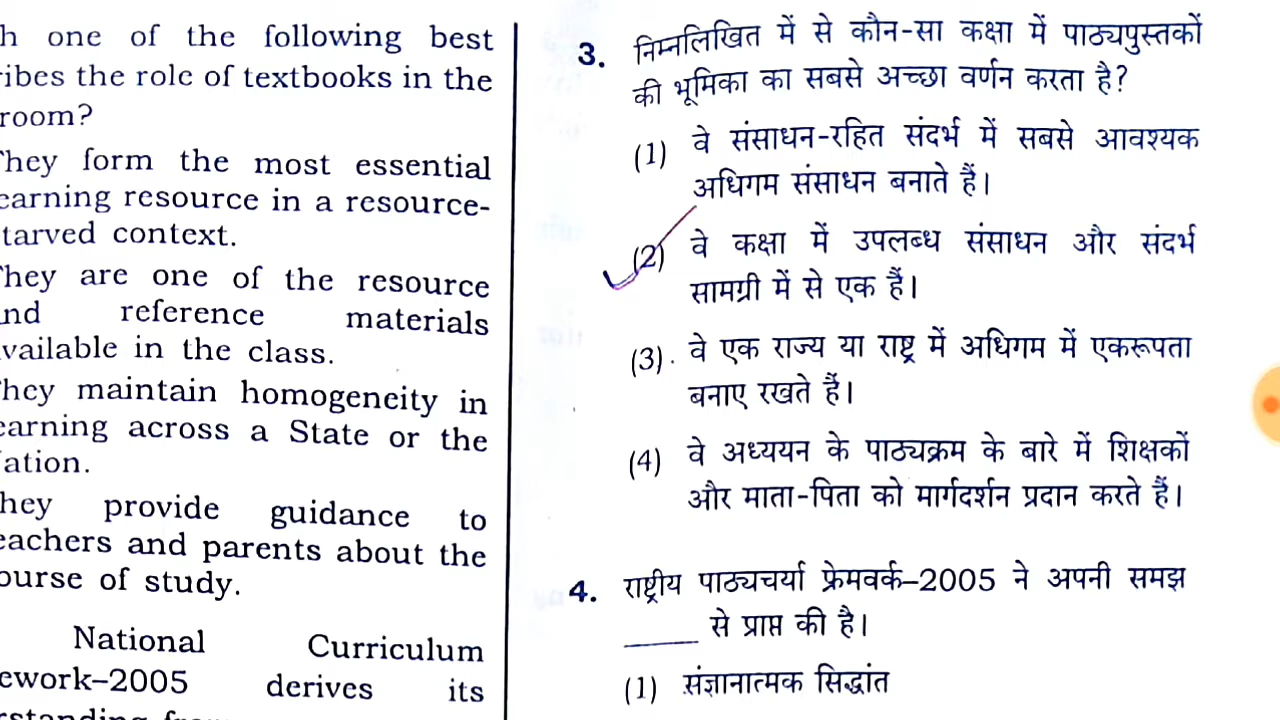 h one of the following best
ribes the role of textbooks in the
room?
They form the most essential
earning resource in a resource-
tarved context.
They are one of the resource
nd reference materials
vailable in the class.
They maintain homogeneity in
earning across a State or the
ation.
hey provide guidance to
eachers and parents about the
ourse of study.
National Curriculum
ework–2005 derives its
3. निम्नलिखित में से कौन-सा कक्षा में पाठ्यपुस्तकों
की भूमिका का सबसे अच्छा वर्णन करता है?
(1) वे संसाधन-रहित संदर्भ में सबसे आवश्यक
अधिगम संसाधन बनाते हैं।
(2) वे कक्षा में उपलब्ध संसाधन और संदर्भ
सामग्री में से एक हैं।
(3) वे एक राज्य या राष्ट्र में अधिगम में एकरूपता
बनाए रखते हैं।
(4) वे अध्ययन के पाठ्यक्रम के बारे में शिक्षकों
और माता-पिता को मार्गदर्शन प्रदान करते हैं।
4. राष्ट्रीय पाठ्यचर्या फ्रेमवर्क–2005 ने अपनी समझ
_____ से प्राप्त की है।
(1) संज्ञानात्मक सिद्धांत